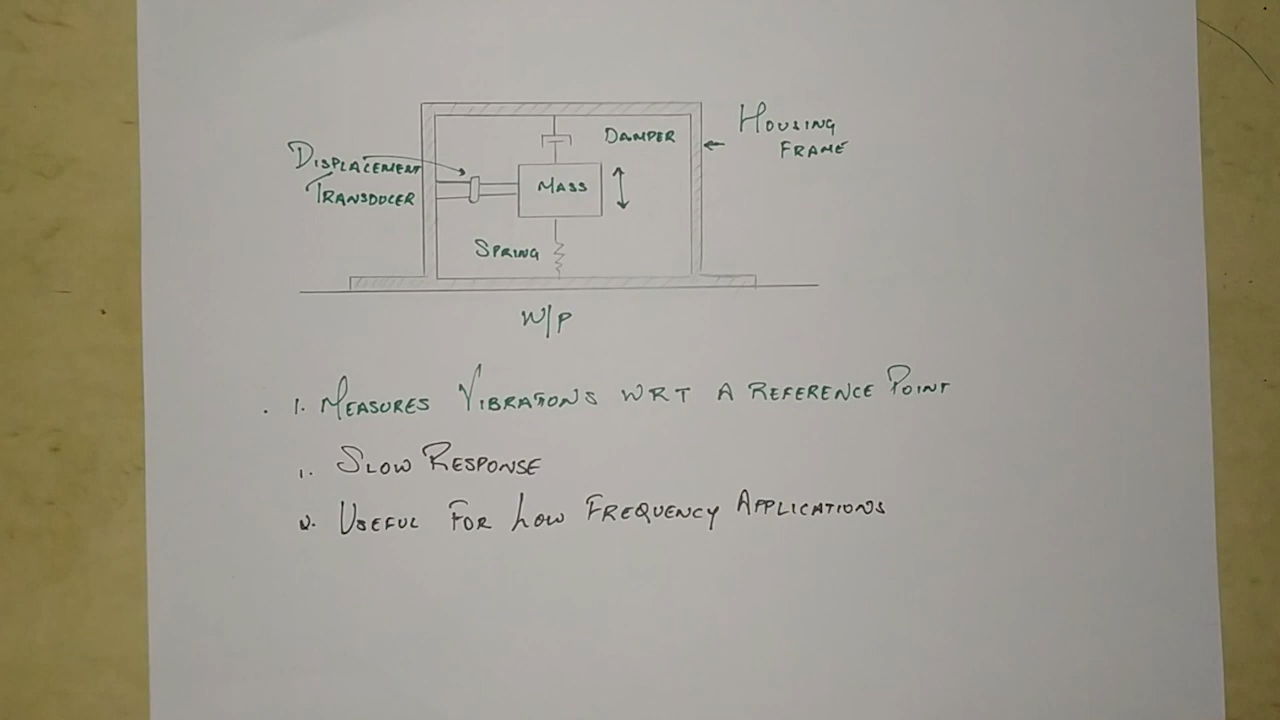 HOUSING
FRAME
DAMPER
DISPLACEMENT
TRANSDUCER
MASS
SPRING
W/P
. 1. MEASURES VIBRATONS WRT A REFERENCE POINT
1. SLOW RESPONSE
2. USEFUL FOR LOW FREQUENCY APPLICATIONS